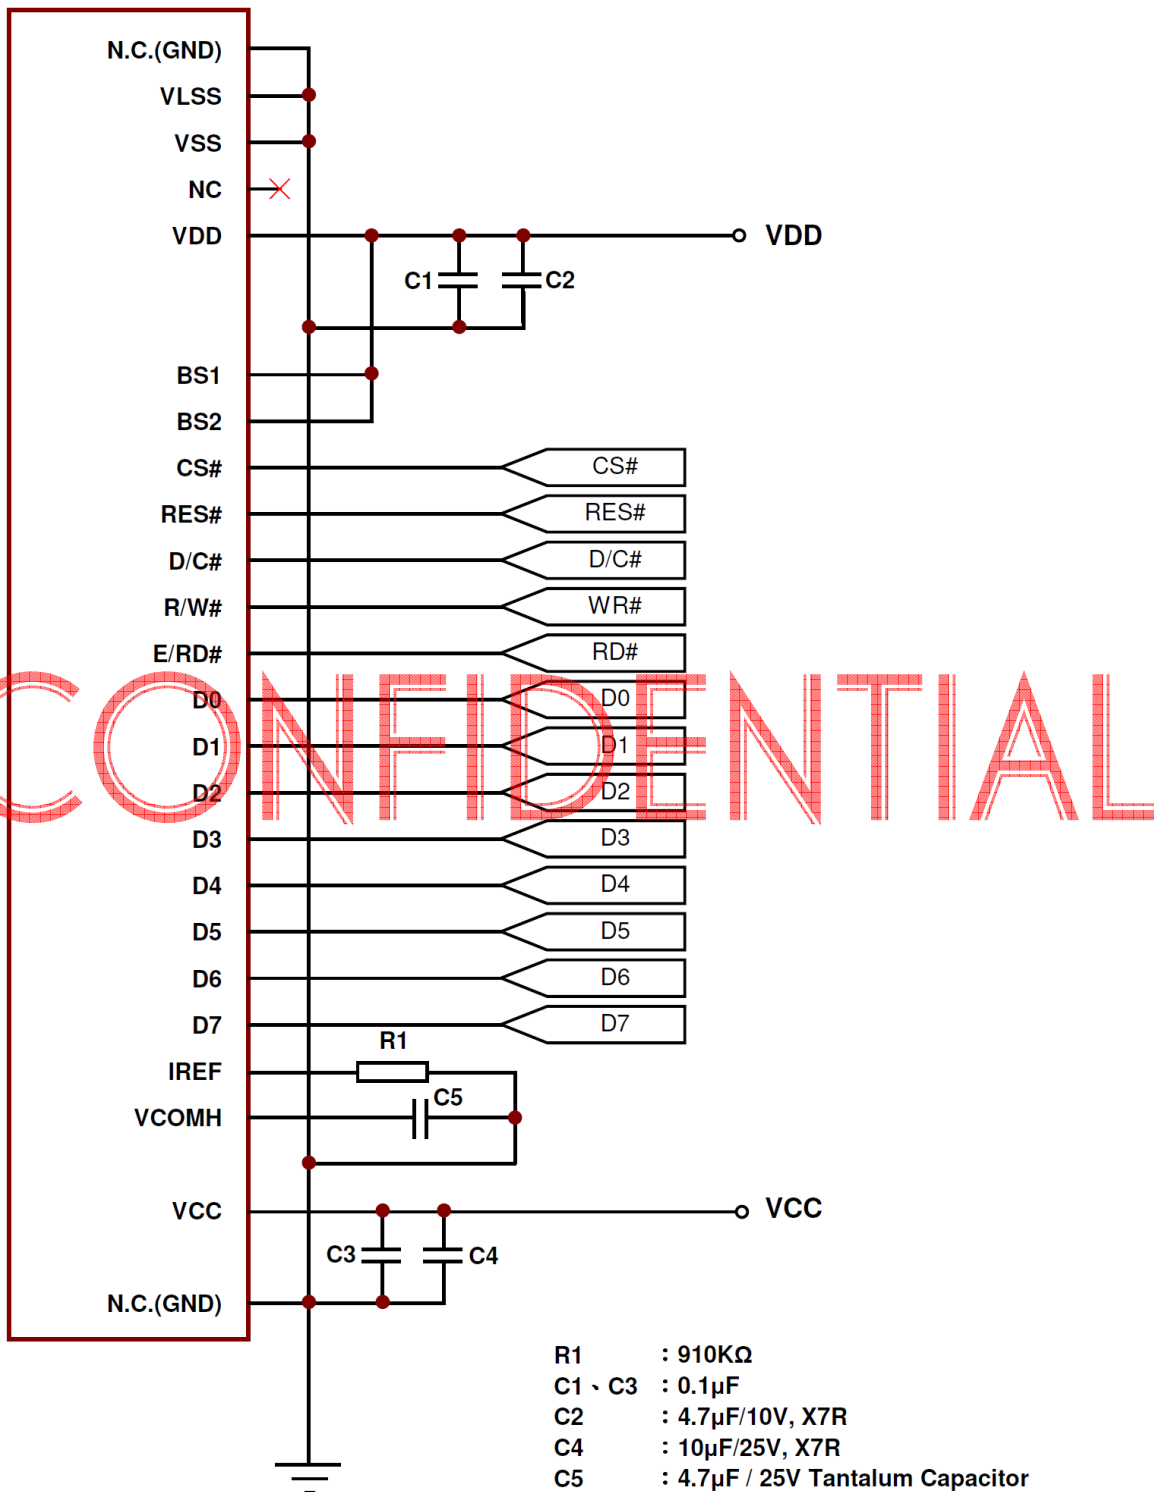 N.C.(GND)
VLSS
VSS
NC
VDD VDD
C1 C2
BS1
BS2
CS# CS#
RES# RES#
D/C# D/C#
R/W# WR#
E/RD# RD#
D0 D0
D1 D1
CONFIDENTIAL
D2 D2
D3 D3
D4 D4
D5 D5
D6 D6
D7 D7
R1
IREF
C5
VCOMH
VCC VCC
C3 C4
N.C.(GND)
R1 : 910KΩ
C1、C3 : 0.1µF
C2 : 4.7µF/10V, X7R
C4 : 10µF/25V, X7R
C5 : 4.7µF / 25V Tantalum Capacitor